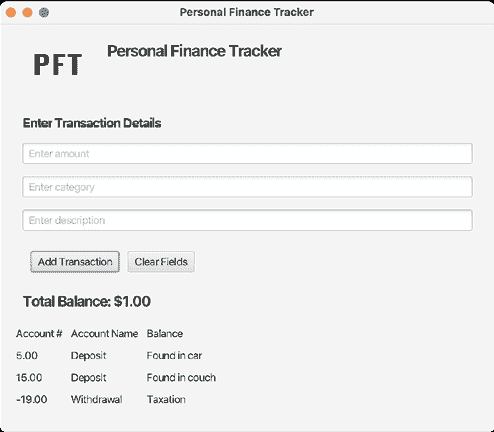 Personal Finance Tracker
PFT
Personal Finance Tracker
Enter Transaction Details
Enter amount
Enter category
Enter description
Add Transaction Clear Fields
Total Balance: $1.00
Account # Account Name Balance
5.00 Deposit Found in car
15.00 Deposit Found in couch
-19.00 Withdrawal Taxation